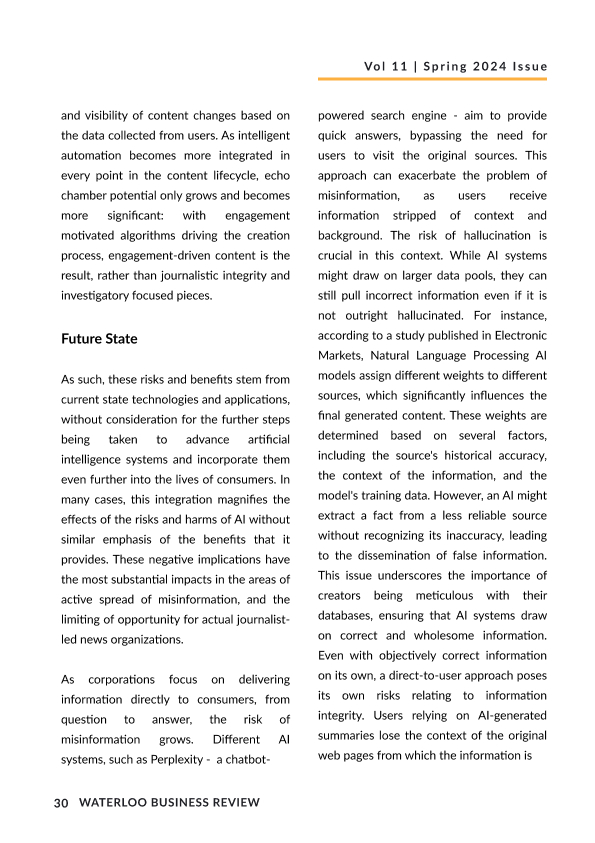 Vol 11 | Spring 2024 Issue
and visibility of content changes based on
the data collected from users. As intelligent
automation becomes more integrated in
every point in the content lifecycle, echo
chamber potential only grows and becomes
more significant: with engagement
motivated algorithms driving the creation
process, engagement-driven content is the
result, rather than journalistic integrity and
investigatory focused pieces.
Future State
As such, these risks and benefits stem from
current state technologies and applications,
without consideration for the further steps
being taken to advance artificial
intelligence systems and incorporate them
even further into the lives of consumers. In
many cases, this integration magnifies the
effects of the risks and harms of AI without
similar emphasis of the benefits that it
provides. These negative implications have
the most substantial impacts in the areas of
active spread of misinformation, and the
limiting of opportunity for actual journalist-
led news organizations.
As corporations focus on delivering
information directly to consumers, from
question to answer, the risk of
misinformation grows. Different AI
systems, such as Perplexity - a chatbot-
powered search engine - aim to provide
quick answers, bypassing the need for
users to visit the original sources. This
approach can exacerbate the problem of
misinformation, as users receive
information stripped of context and
background. The risk of hallucination is
crucial in this context. While AI systems
might draw on larger data pools, they can
still pull incorrect information even if it is
not outright hallucinated. For instance,
according to a study published in Electronic
Markets, Natural Language Processing AI
models assign different weights to different
sources, which significantly influences the
final generated content. These weights are
determined based on several factors,
including the source's historical accuracy,
the context of the information, and the
model's training data. However, an AI might
extract a fact from a less reliable source
without recognizing its inaccuracy, leading
to the dissemination of false information.
This issue underscores the importance of
creators being meticulous with their
databases, ensuring that AI systems draw
on correct and wholesome information.
Even with objectively correct information
on its own, a direct-to-user approach poses
its own risks relating to information
integrity. Users relying on AI-generated
summaries lose the context of the original
web pages from which the information is
30 WATERLOO BUSINESS REVIEW